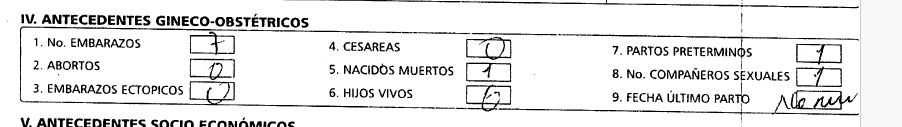 IV. ANTECEDENTES GINECO-OBSTÉTRICOS
1. No. EMBARAZOS 7 4. CESAREAS 0 7. PARTOS PRETERMINOS 1
2. ABORTOS 0 5. NACIDOS MUERTOS 1 8. No. COMPAÑEROS SEXUALES 1
3. EMBARAZOS ECTOPICOS 0 6. HIJOS VIVOS 6 9. FECHA ÚLTIMO PARTO
V. ANTECEDENTES SOCIO ECONÓMICOS